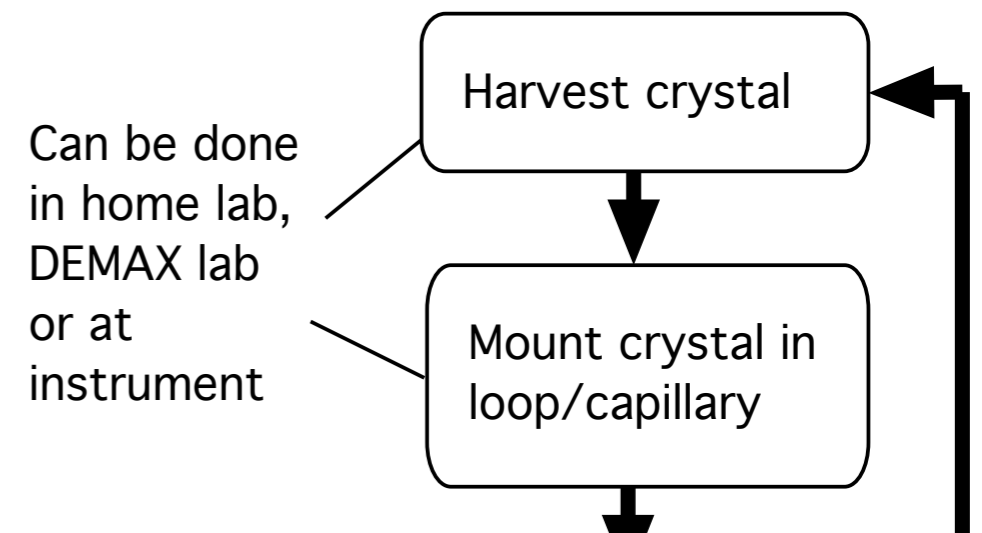 Harvest crystal
Can be done
in home lab,
DEMAX lab
or at
instrument
Mount crystal in
loop/capillary